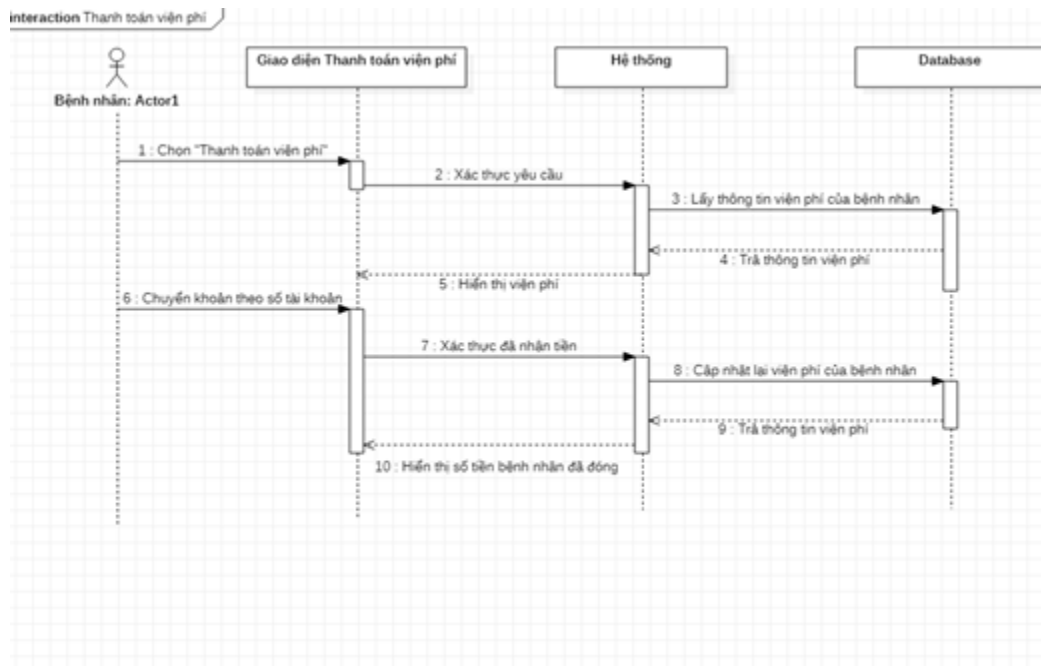 interaction Thanh toán viện phí
Giao diện Thanh toán viện phí
Hệ thống
Database
Bệnh nhân: Actor1
1 : Chọn "Thanh toán viện phí"
2 : Xác thực yêu cầu
3 : Lấy thông tin viện phí của bệnh nhân
4 : Trả thông tin viện phí
5 : Hiển thị viện phí
6 : Chuyển khoản theo số tài khoản
7 : Xác thực đã nhận tiền
8 : Cập nhật lại viện phí của bệnh nhân
9 : Trả thông tin viện phí
10 : Hiển thị số tiền bệnh nhân đã đóng